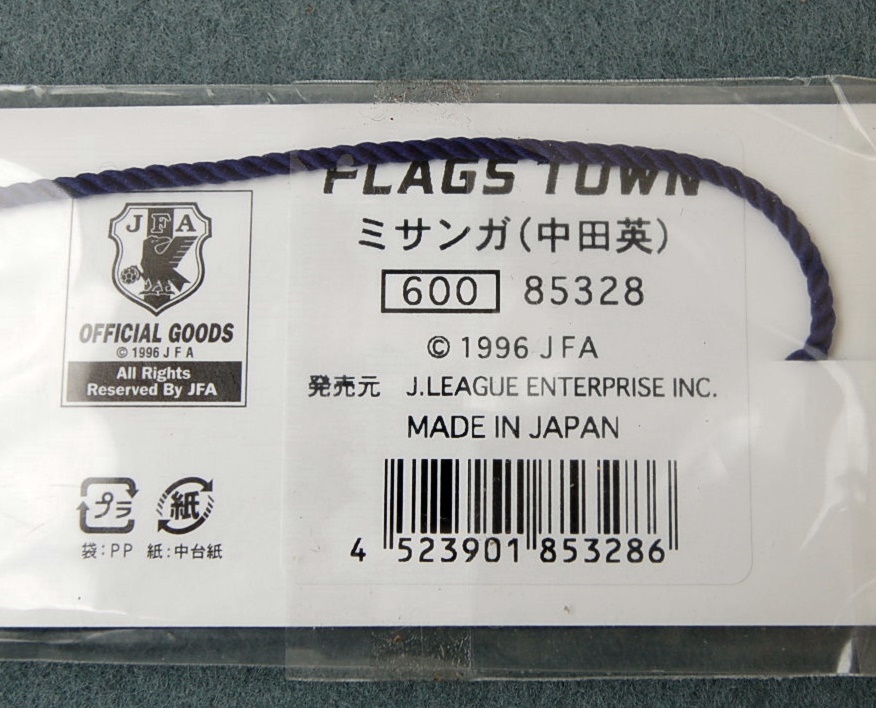 FLAGS TOWN
ミサンガ(中田英)
600 85328
©1996 JFA
発売元 J.LEAGUE ENTERPRISE INC.
MADE IN JAPAN
4 523901 853286
JFA
OFFICIAL GOODS
©1996 JFA
All Rights
Reserved By JFA
プラ 紙
袋:PP 紙:中台紙